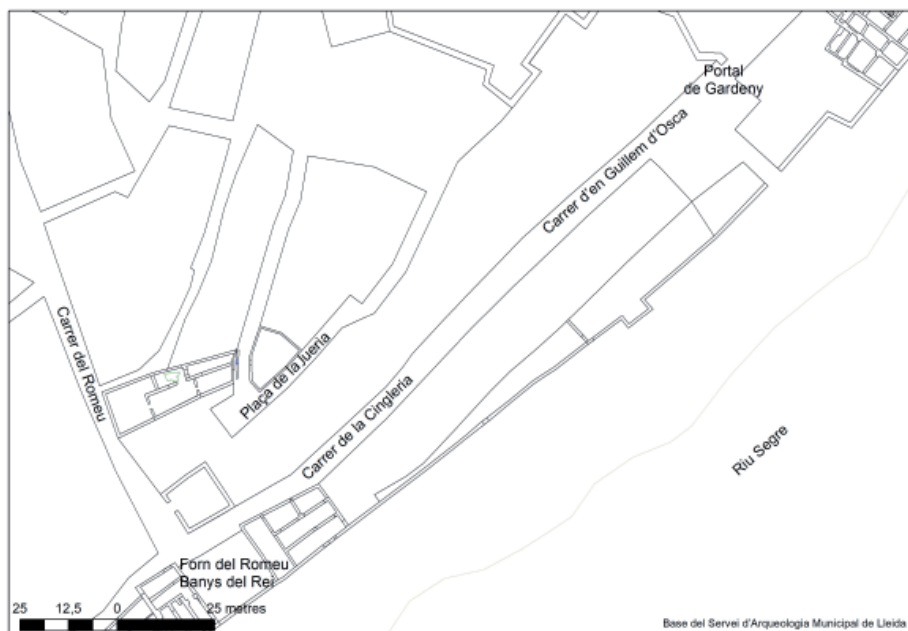 Portal
de Gardeny
Carrer d'en Guillem d'Osca
Carrer del Romeu
Plaça de la Jueria
Carrer de la Cingleria
Riu Segre
Forn del Romeu
Banys del Rei
25 12,5 0 25 metres
Base del Servei d'Arqueologia Municipal de Lleida